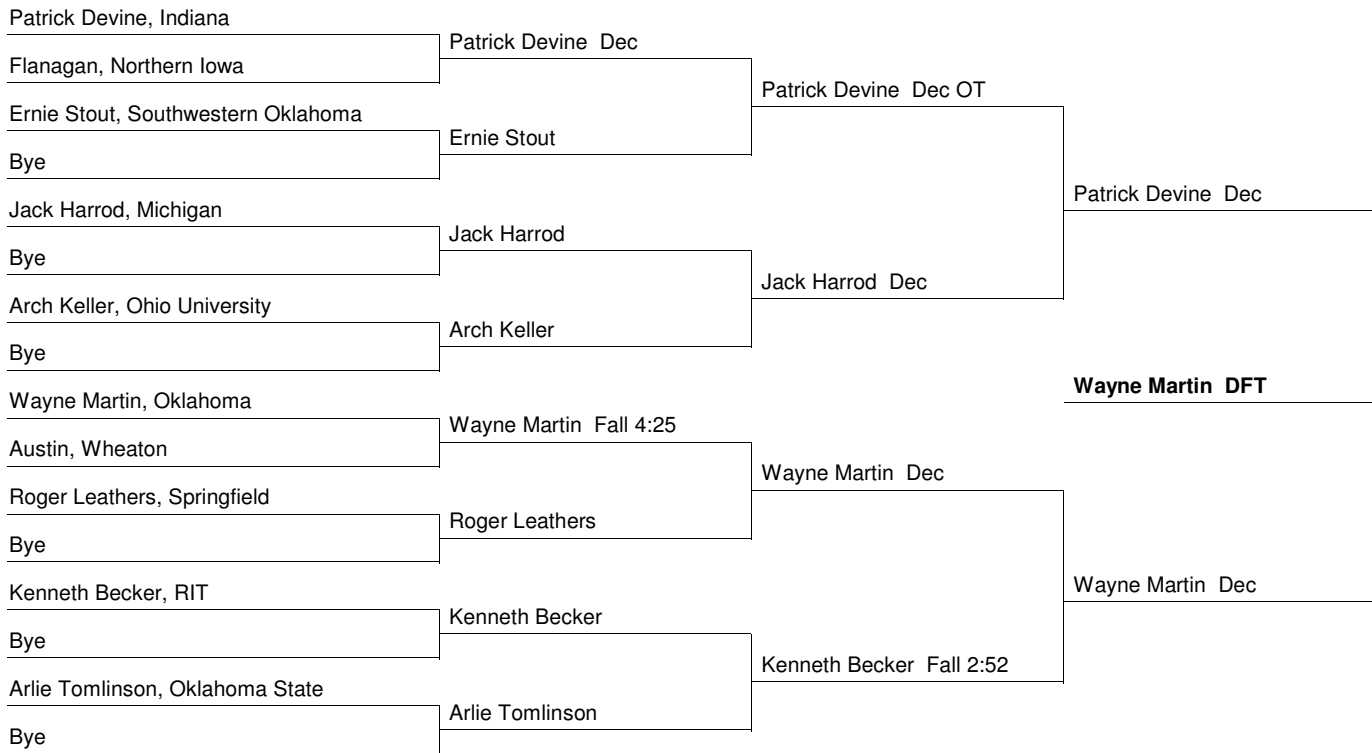 Patrick Devine, Indiana
Flanagan, Northern Iowa
Ernie Stout, Southwestern Oklahoma
Bye
Jack Harrod, Michigan
Bye
Arch Keller, Ohio University
Bye
Wayne Martin, Oklahoma
Austin, Wheaton
Roger Leathers, Springfield
Bye
Kenneth Becker, RIT
Bye
Arlie Tomlinson, Oklahoma State
Bye
Patrick Devine  Dec
Ernie Stout
Jack Harrod
Arch Keller
Wayne Martin  Fall 4:25
Roger Leathers
Kenneth Becker
Arlie Tomlinson
Patrick Devine  Dec OT
Jack Harrod  Dec
Wayne Martin  Dec
Kenneth Becker  Fall 2:52
Patrick Devine  Dec
Wayne Martin  DFT
Wayne Martin  Dec